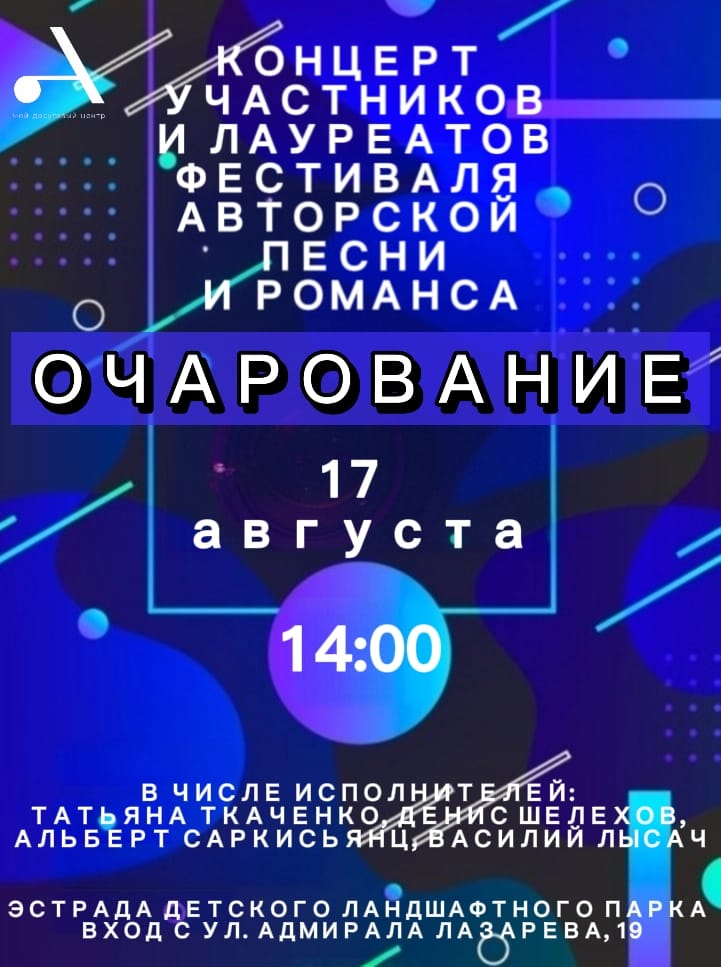 мой досуговый центр
КОНЦЕРТ
УЧАСТНИКОВ
И ЛАУРЕАТОВ
ФЕСТИВАЛЯ
АВТОРСКОЙ
ПЕСНИ
И РОМАНСА
ОЧАРОВАНИЕ
17
августа
14:00
В ЧИСЛЕ ИСПОЛНИТЕЛЕЙ:
ТАТЬЯНА ТКАЧЕНКО, ДЕНИС ШЕЛЕХОВ,
АЛЬБЕРТ САРКИСЬЯНЦ, ВАСИЛИЙ ЛЫСАЧ
ЭСТРАДА ДЕТСКОГО ЛАНДШАФТНОГО ПАРКА
ВХОД С УЛ. АДМИРАЛА ЛАЗАРЕВА, 19